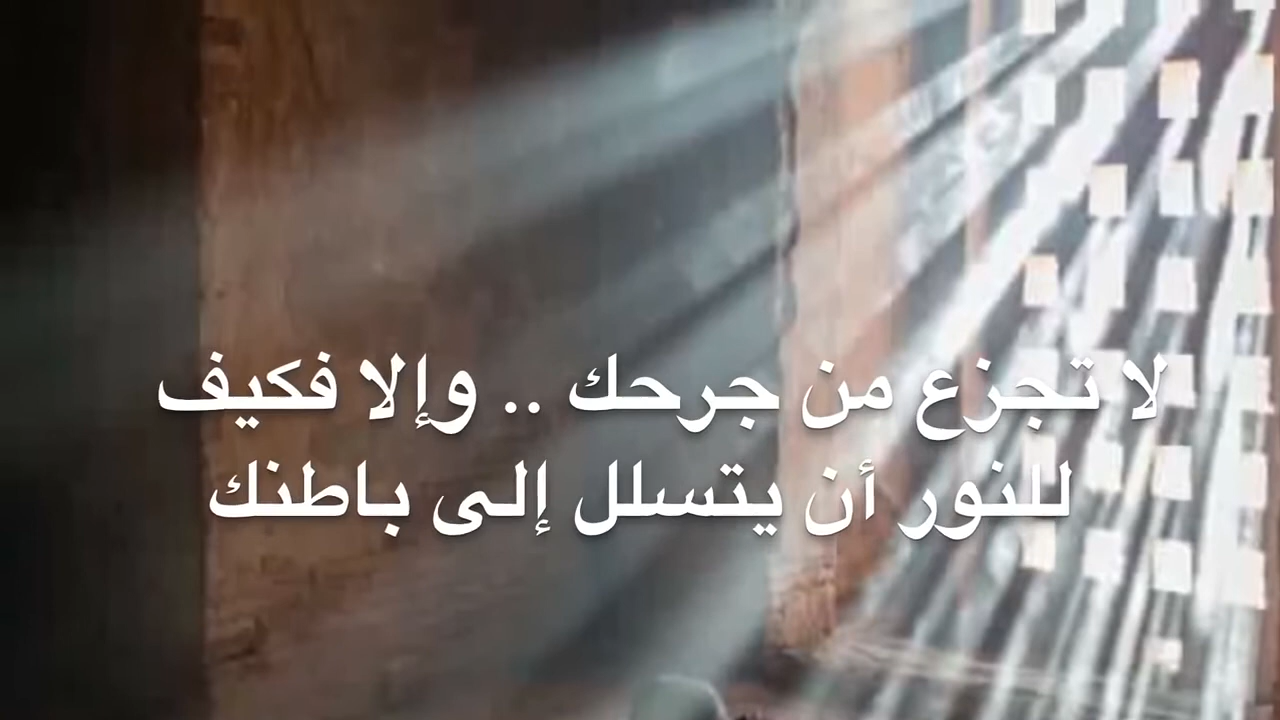 لا تجزع من جرحك .. وإلا فكيف
للنور أن يتسلل إلى باطنك